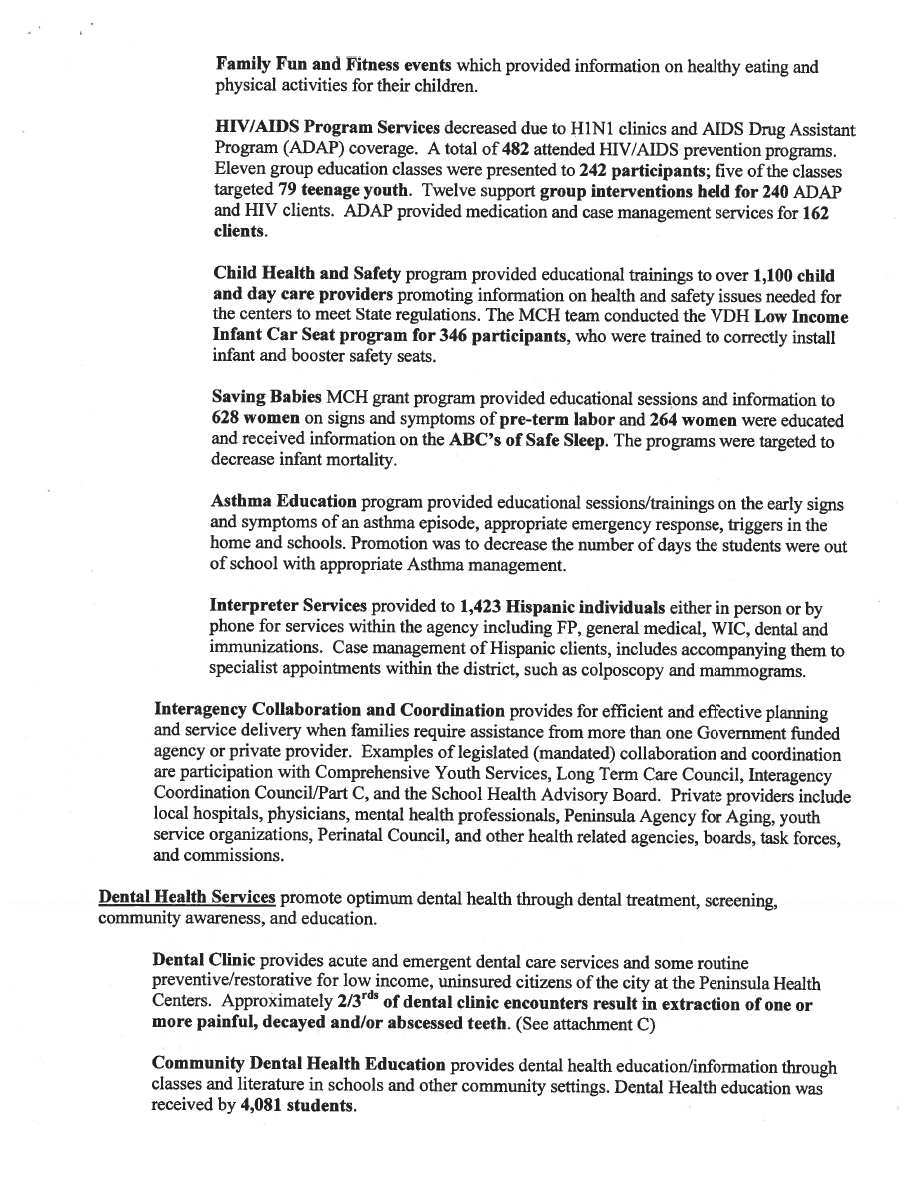 Family Fun and Fitness events which provided information on healthy eating and
physical activities for their children.
HIV/AIDS Program Services decreased due to H1N1 clinics and AIDS Drug Assistant
Program (ADAP) coverage. A total of 482 attended HIV/AIDS prevention programs.
Eleven group education classes were presented to 242 participants; five of the classes
targeted 79 teenage youth. Twelve support group interventions held for 240 ADAP
and HIV clients. ADAP provided medication and case management services for 162
clients.
Child Health and Safety program provided educational trainings to over 1,100 child
and day care providers promoting information on health and safety issues needed for
the centers to meet State regulations. The MCH team conducted the VDH Low Income
Infant Car Seat program for 346 participants, who were trained to correctly install
infant and booster safety seats.
Saving Babies MCH grant program provided educational sessions and information to
628 women on signs and symptoms of pre-term labor and 264 women were educated
and received information on the ABC's of Safe Sleep. The programs were targeted to
decrease infant mortality.
Asthma Education program provided educational sessions/trainings on the early signs
and symptoms of an asthma episode, appropriate emergency response, triggers in the
home and schools. Promotion was to decrease the number of days the students were out
of school with appropriate Asthma management.
Interpreter Services provided to 1,423 Hispanic individuals either in person or by
phone for services within the agency including FP, general medical, WIC, dental and
immunizations. Case management of Hispanic clients, includes accompanying them to
specialist appointments within the district, such as colposcopy and mammograms.
Interagency Collaboration and Coordination provides for efficient and effective planning
and service delivery when families require assistance from more than one Government funded
agency or private provider. Examples of legislated (mandated) collaboration and coordination
are participation with Comprehensive Youth Services, Long Term Care Council, Interagency
Coordination Council/Part C, and the School Health Advisory Board. Private providers include
local hospitals, physicians, mental health professionals, Peninsula Agency for Aging, youth
service organizations, Perinatal Council, and other health related agencies, boards, task forces,
and commissions.
Dental Health Services promote optimum dental health through dental treatment, screening,
community awareness, and education.
Dental Clinic provides acute and emergent dental care services and some routine
preventive/restorative for low income, uninsured citizens of the city at the Peninsula Health
Centers. Approximately 2/3rds of dental clinic encounters result in extraction of one or
more painful, decayed and/or abscessed teeth. (See attachment C)
Community Dental Health Education provides dental health education/information through
classes and literature in schools and other community settings. Dental Health education was
received by 4,081 students.